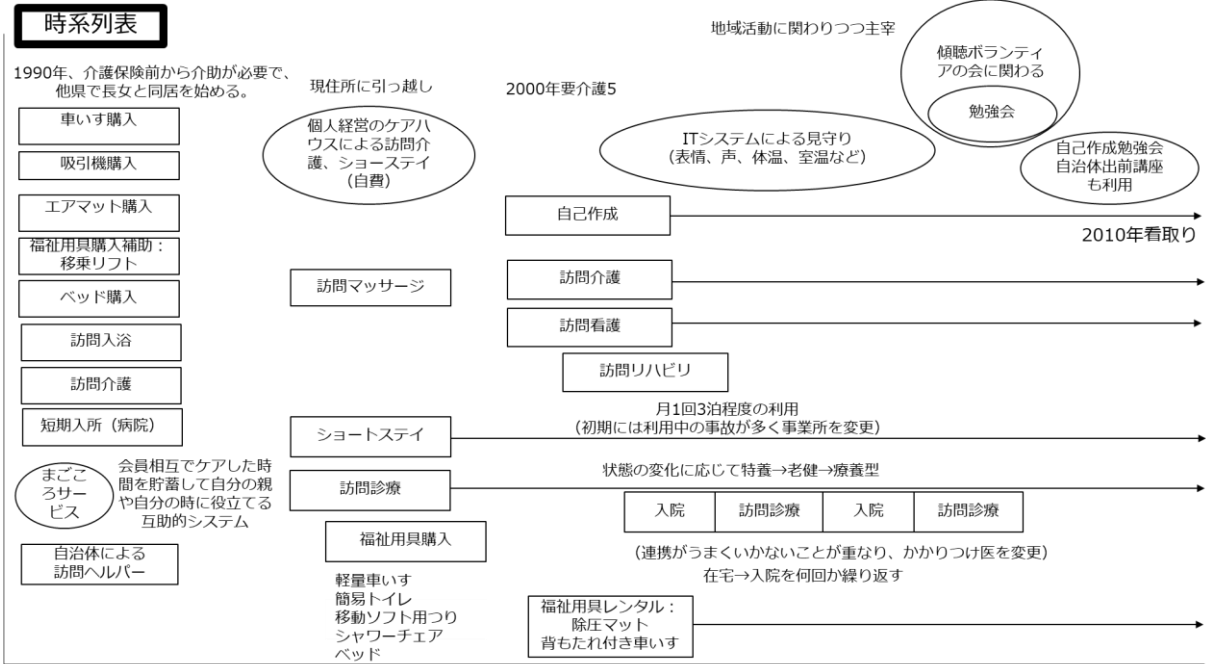 時系列表
1990年、介護保険前から介助が必要で、
他県で長女と同居を始める。
車いす購入
吸引機購入
エアマット購入
福祉用具購入補助：
移乗リフト
ベッド購入
訪問入浴
訪問介護
短期入所（病院）
まごこ
ろサー
ビス
会員相互でケアした時
間を貯蓄して自分の親
や自分の時に役立てる
互助的システム
自治体による
訪問ヘルパー
現住所に引っ越し
個人経営のケアハ
ウスによる訪問介
護、ショーステイ
（自費）
訪問マッサージ
ショートステイ
訪問診療
福祉用具購入
軽量車いす
簡易トイレ
移動ソフト用つり
シャワーチェア
ベッド
2000年要介護5
地域活動に関わりつつ主宰
傾聴ボランティ
アの会に関わる
勉強会
ITシステムによる見守り
（表情、声、体温、室温など）
自己作成勉強会
自治体出前講座
も利用
自己作成
2010年看取り
訪問介護
訪問看護
訪問リハビリ
月1回3泊程度の利用
（初期には利用中の事故が多く事業所を変更）
状態の変化に応じて特養→老健→療養型
入院
訪問診療
入院
訪問診療
（連携がうまくいかないことが重なり、かかりつけ医を変更）
在宅→入院を何回か繰り返す
福祉用具レンタル：
除圧マット
背もたれ付き車いす